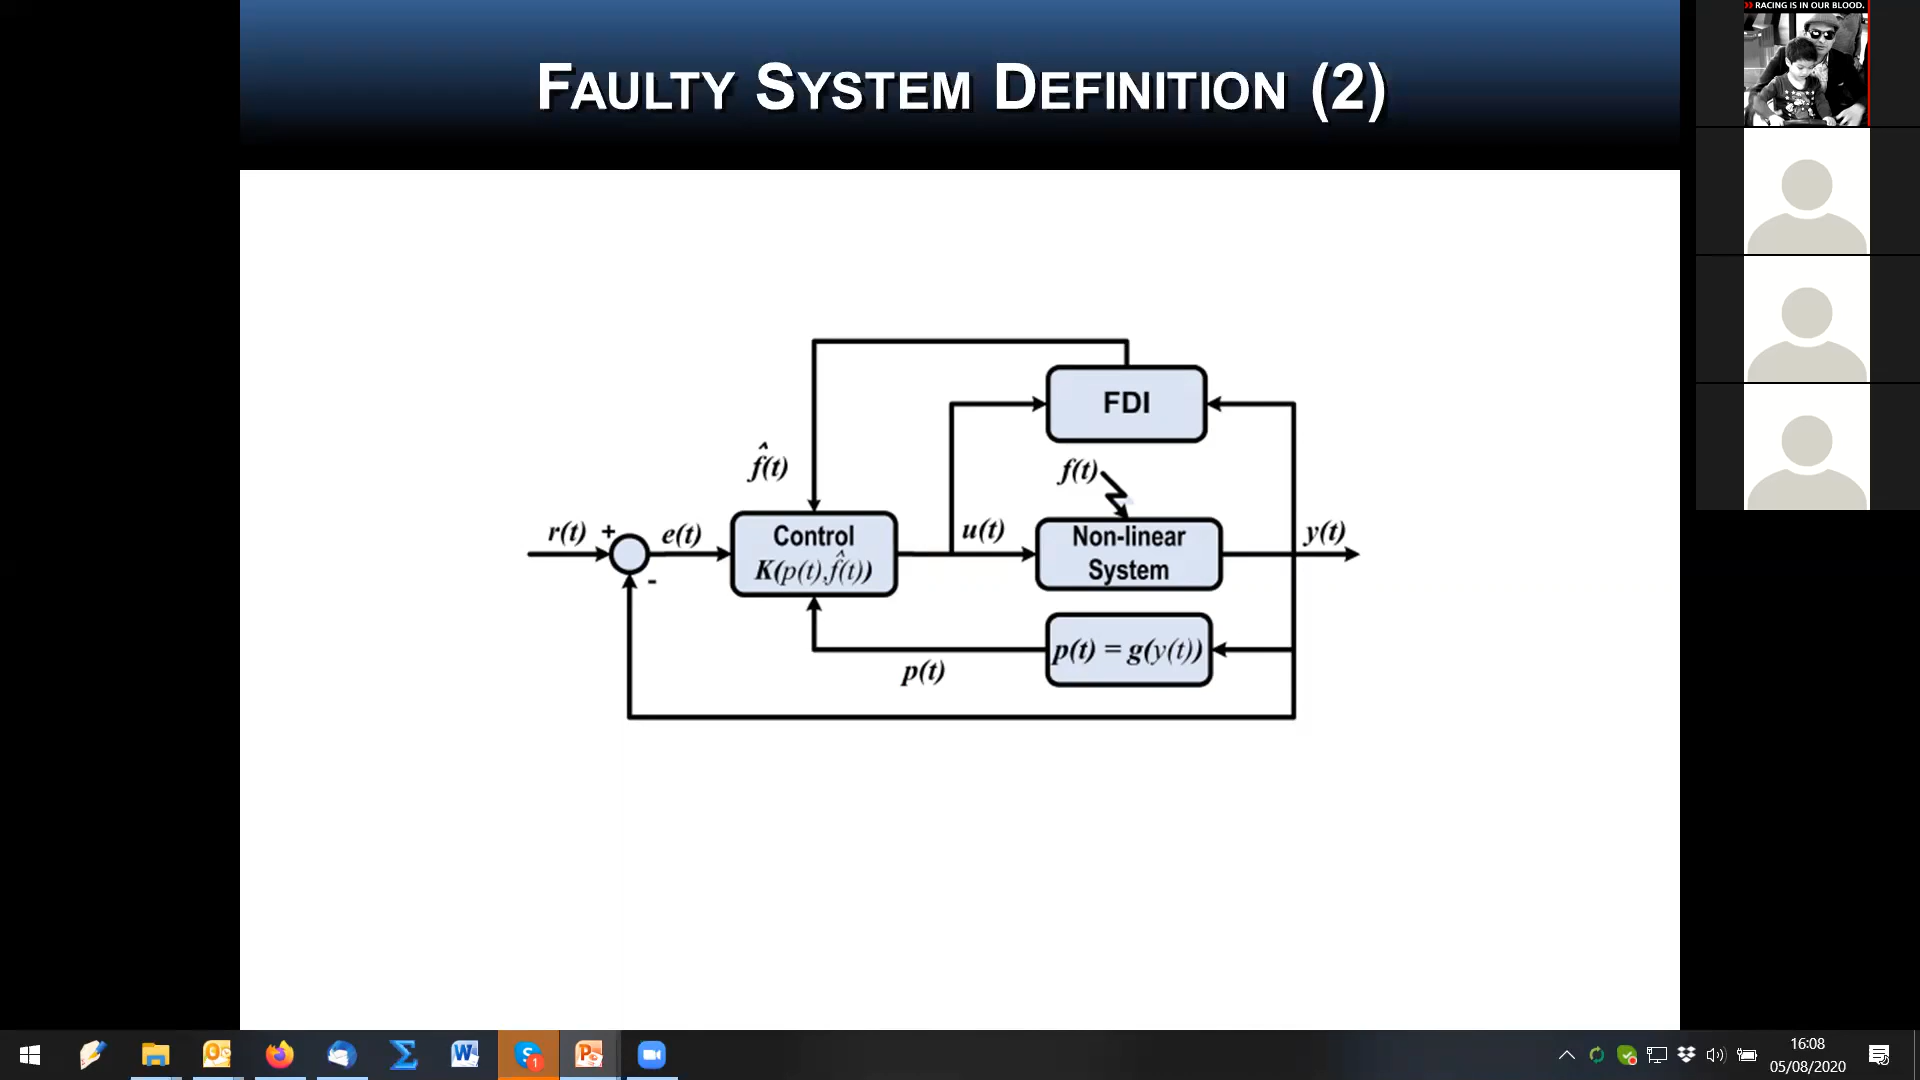 FAULTY SYSTEM DEFINITION (2)
» RACING IS IN OUR BLOOD.
FDI
f̂(t)
f(t)
r(t) + e(t)
Control
K(p(t),f̂(t))
u(t)
Non-linear
System
y(t)
-
p(t) = g(y(t))
p(t)
1
16:08
05/08/2020